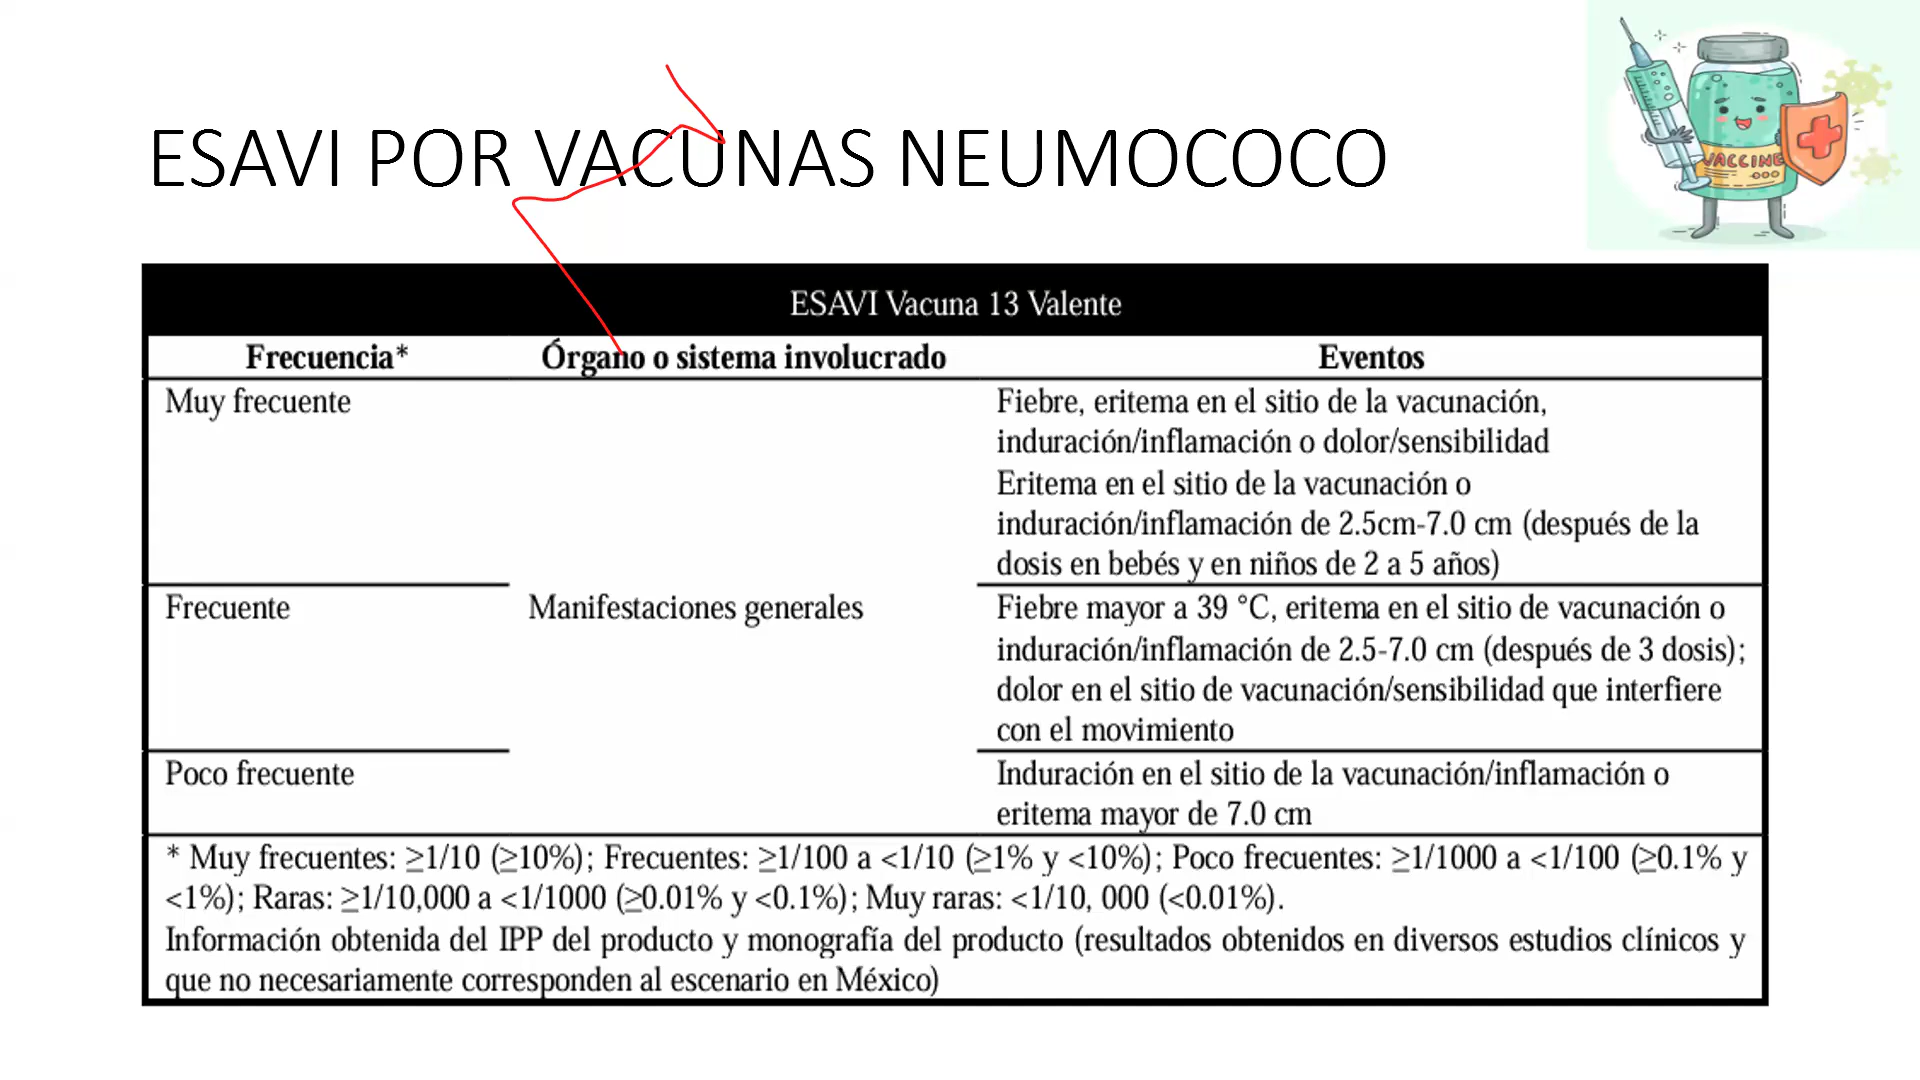 ESAVI POR VACUNAS NEUMOCOCO
VACCINE
ESAVI Vacuna 13 Valente
Frecuencia* Órgano o sistema involucrado Eventos
Muy frecuente Fiebre, eritema en el sitio de la vacunación,
induración/inflamación o dolor/sensibilidad
Eritema en el sitio de la vacunación o
induración/inflamación de 2.5cm-7.0 cm (después de la
dosis en bebés y en niños de 2 a 5 años)
Frecuente Manifestaciones generales Fiebre mayor a 39 °C, eritema en el sitio de vacunación o
induración/inflamación de 2.5-7.0 cm (después de 3 dosis);
dolor en el sitio de vacunación/sensibilidad que interfiere
con el movimiento
Poco frecuente Induración en el sitio de la vacunación/inflamación o
eritema mayor de 7.0 cm
* Muy frecuentes: ≥1/10 (≥10%); Frecuentes: ≥1/100 a <1/10 (≥1% y <10%); Poco frecuentes: ≥1/1000 a <1/100 (≥0.1% y
<1%); Raras: ≥1/10,000 a <1/1000 (≥0.01% y <0.1%); Muy raras: <1/10, 000 (<0.01%).
Información obtenida del IPP del producto y monografía del producto (resultados obtenidos en diversos estudios clínicos y
que no necesariamente corresponden al escenario en México)